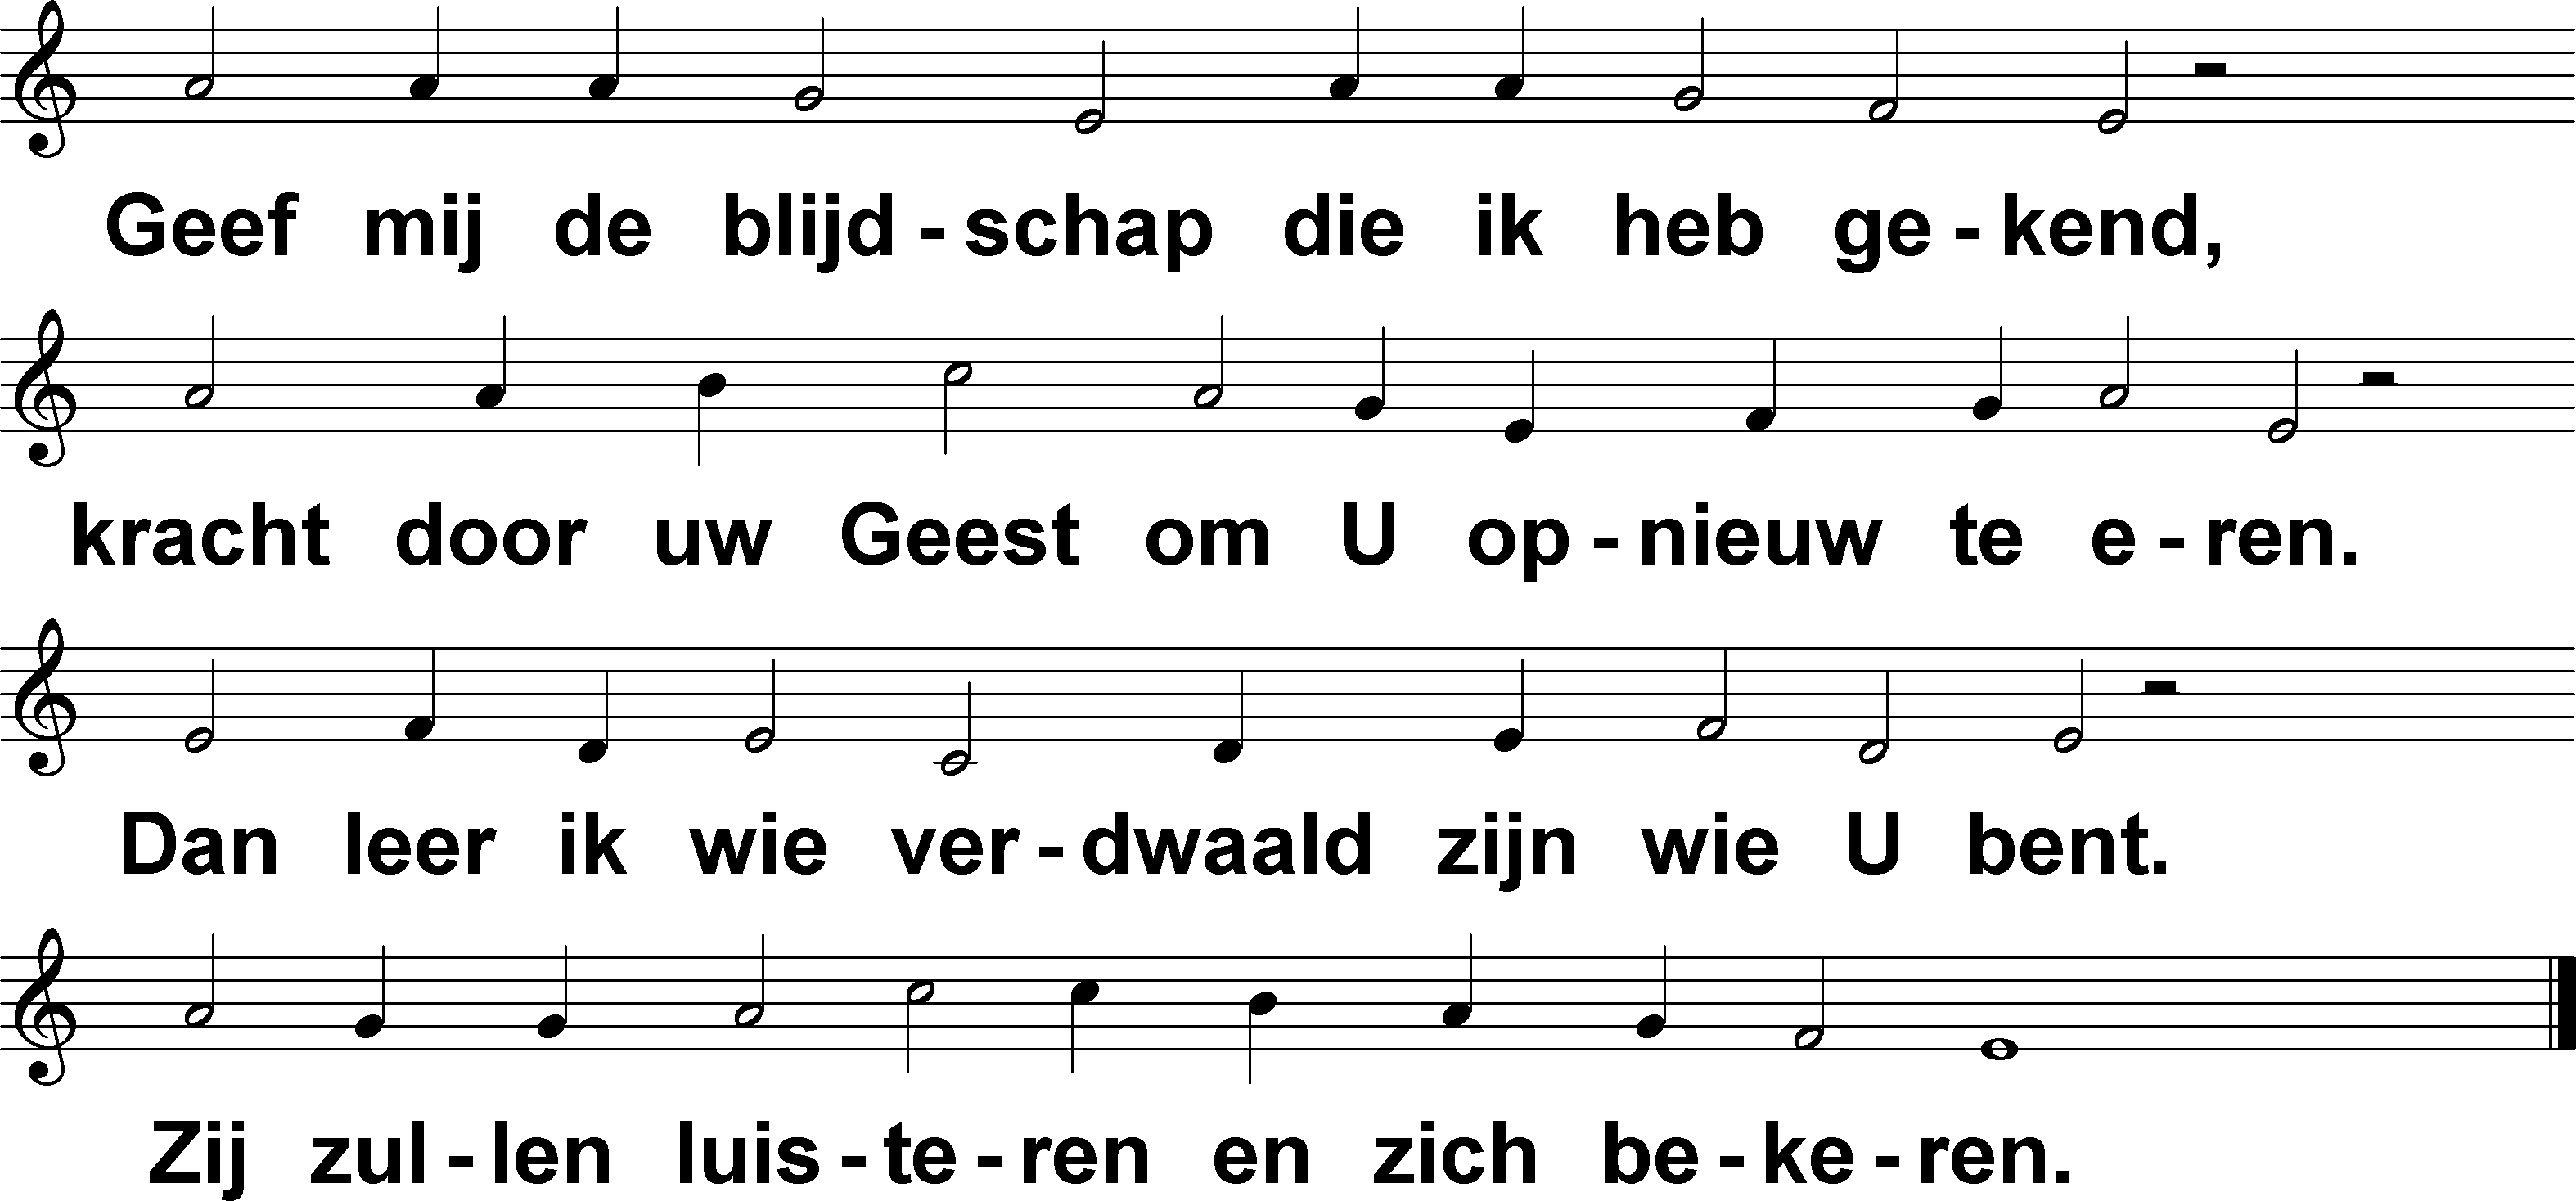 Geef mij de blijd - schap die ik heb ge - kend,
kracht door uw Geest om U op - nieuw te e - ren.
Dan leer ik wie ver - dwaald zijn wie U bent.
Zij zul - len luis - te - ren en zich be - ke - ren.